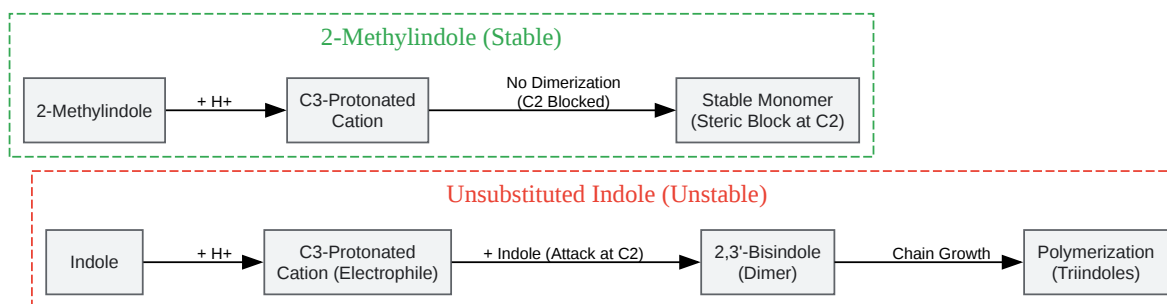 2-Methylindole (Stable)
2-Methylindole
+ H+
C3-Protonated
Cation
No Dimerization
(C2 Blocked)
Stable Monomer
(Steric Block at C2)
Unsubstituted Indole (Unstable)
Indole
+ H+
C3-Protonated
Cation (Electrophile)
+ Indole (Attack at C2)
2,3'-Bisindole
(Dimer)
Chain Growth
Polymerization
(Triindoles)